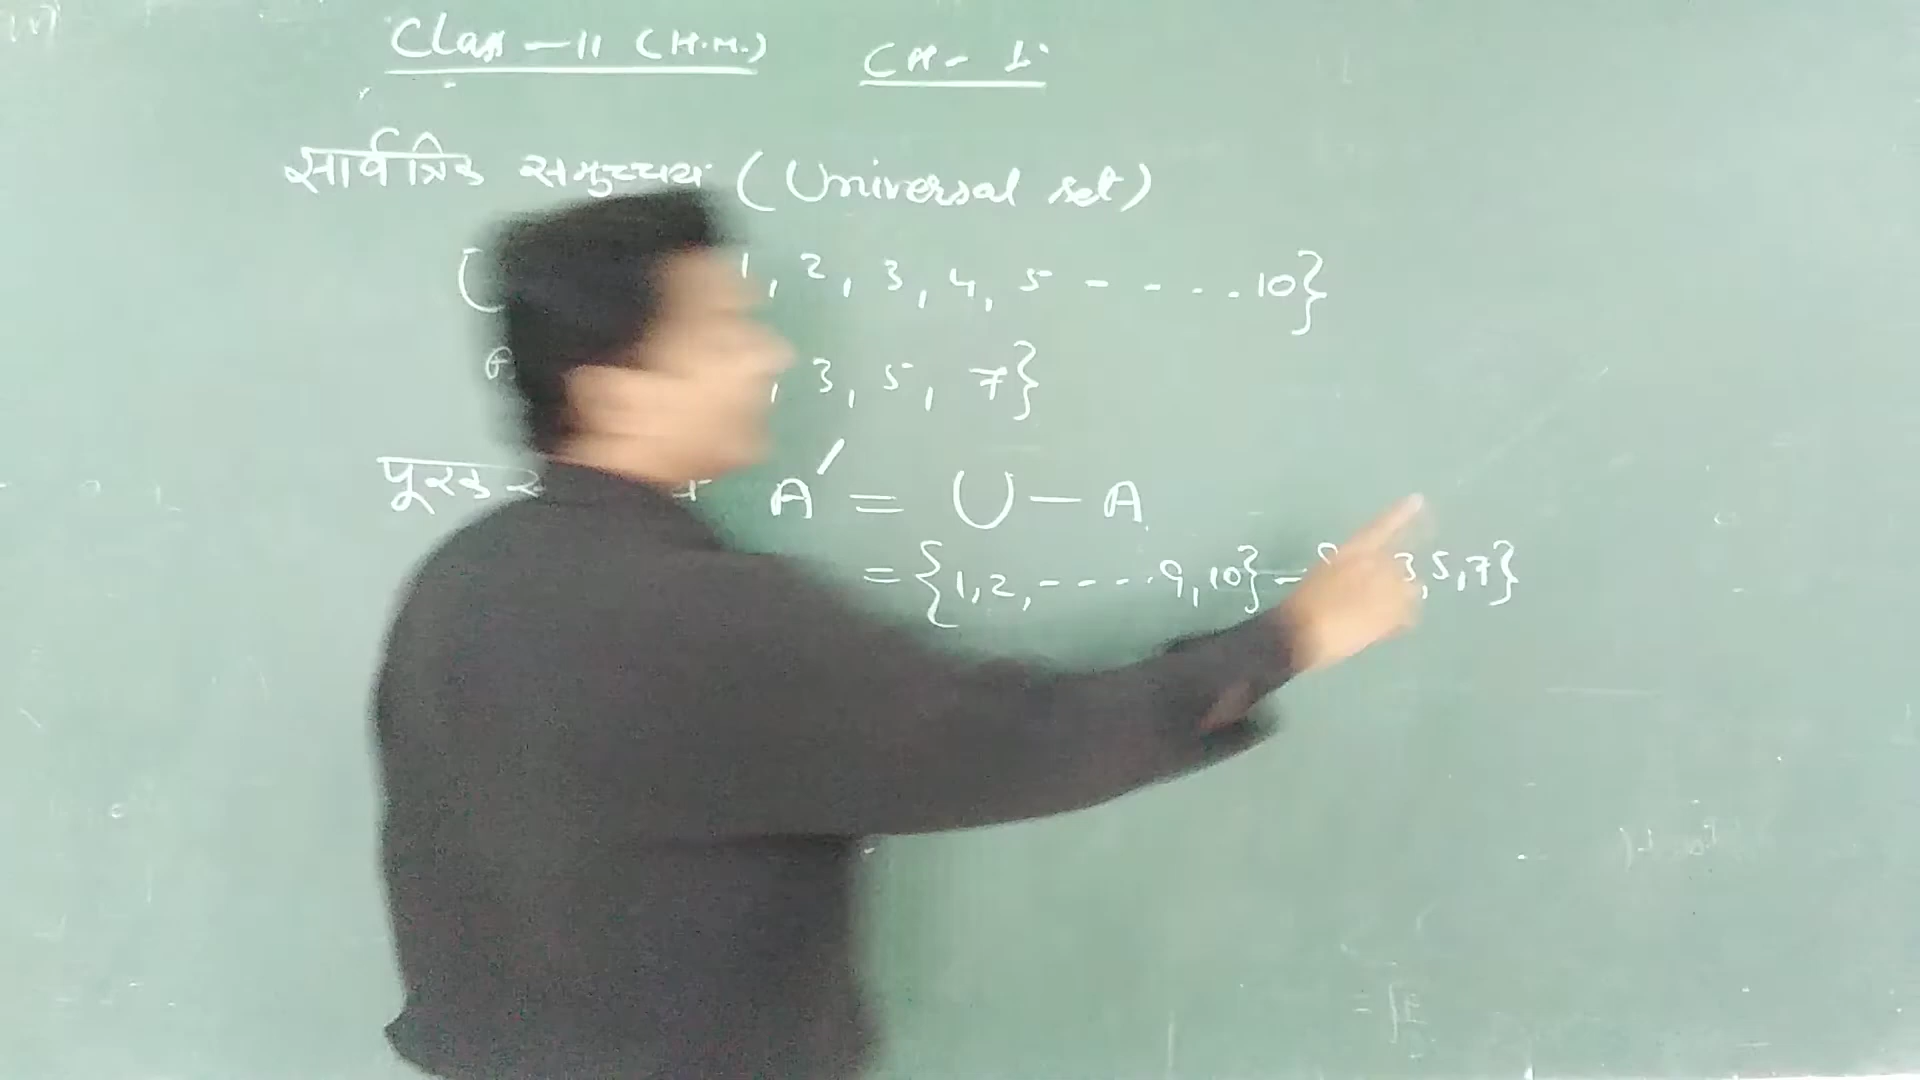 Class - 11 (H.M.) CH - 1
सार्वत्रिक समुच्चय (Universal set)
1, 2, 3, 4, 5 - - - - - 10}
, 3, 5, 7}
पूरक A′ = U - A
= {1, 2, - - - - - 9, 10} - 3, 5, 7}